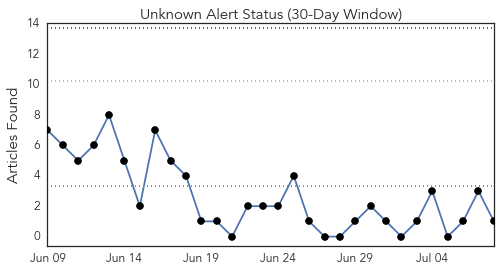 Unknown Alert Status (30-Day Window)
Articles Found
14
12
10
8
6
4
2
0
Jun 09 Jun 14 Jun 19 Jun 24 Jun 29 Jul 04